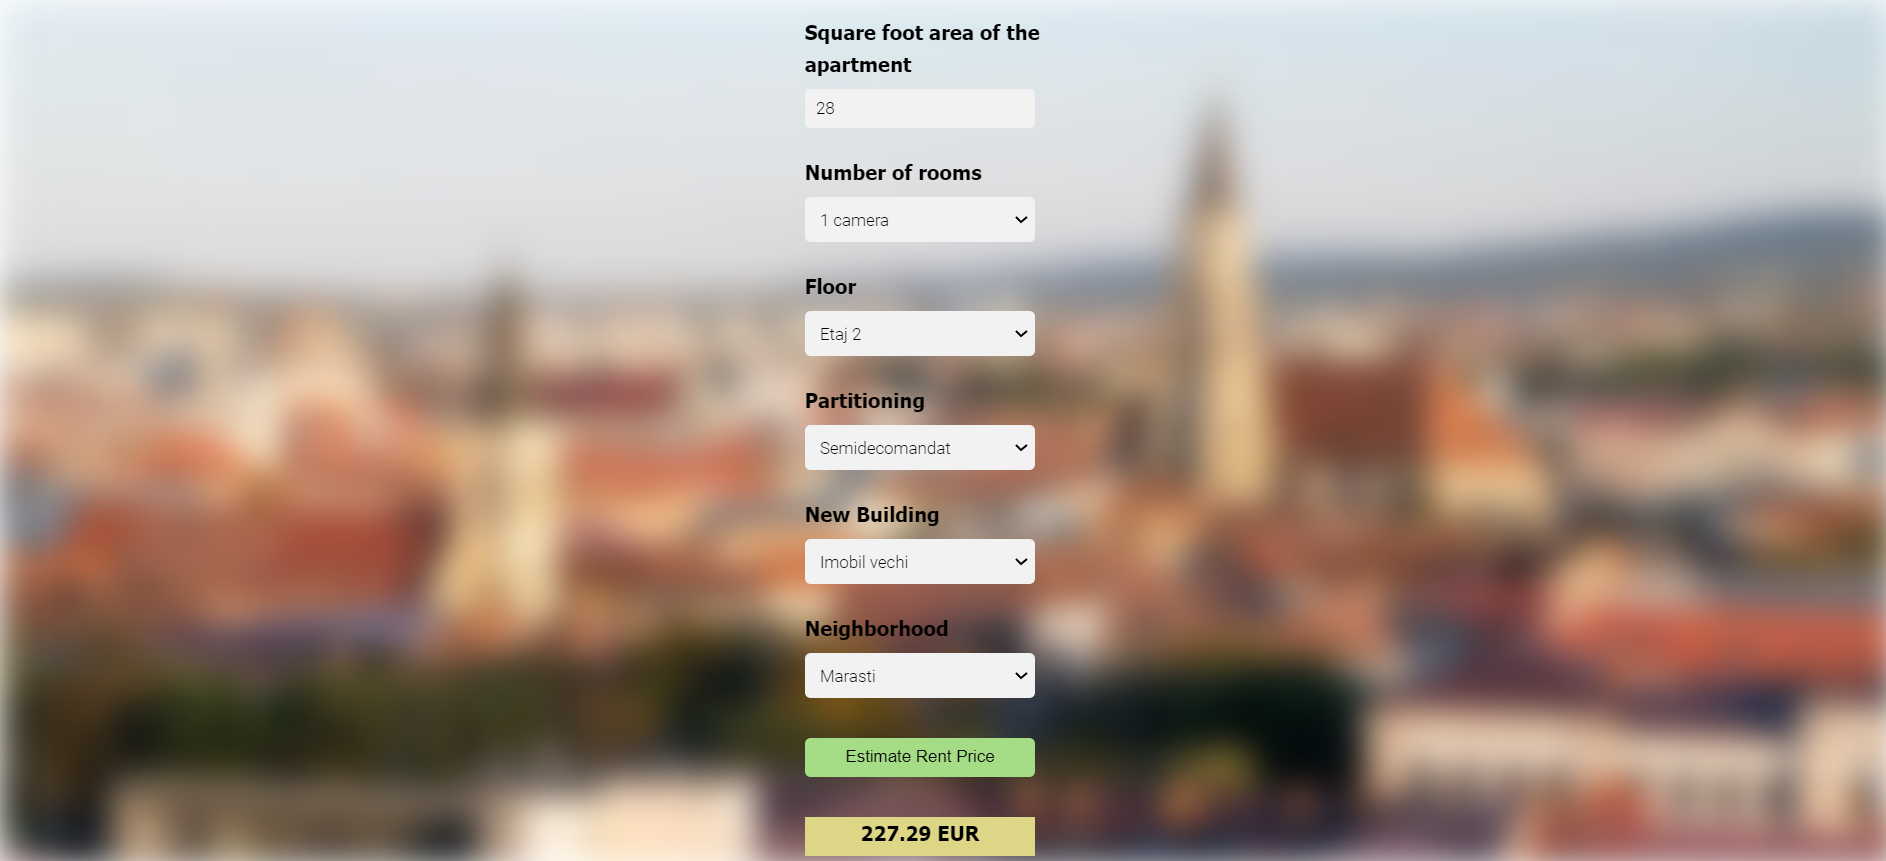 Square foot area of the
apartment
28
Number of rooms
1 camera
Floor
Etaj 2
Partitioning
Semidecomandat
New Building
Imobil vechi
Neighborhood
Marasti
Estimate Rent Price
227.29 EUR